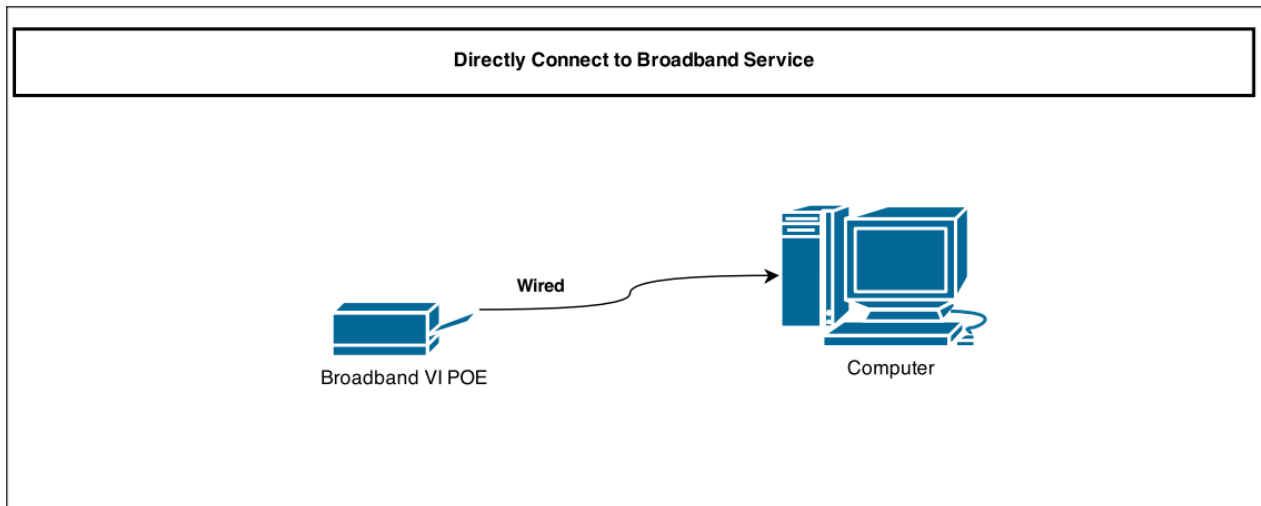 Directly Connect to Broadband Service
Wired
Broadband VI POE
Computer